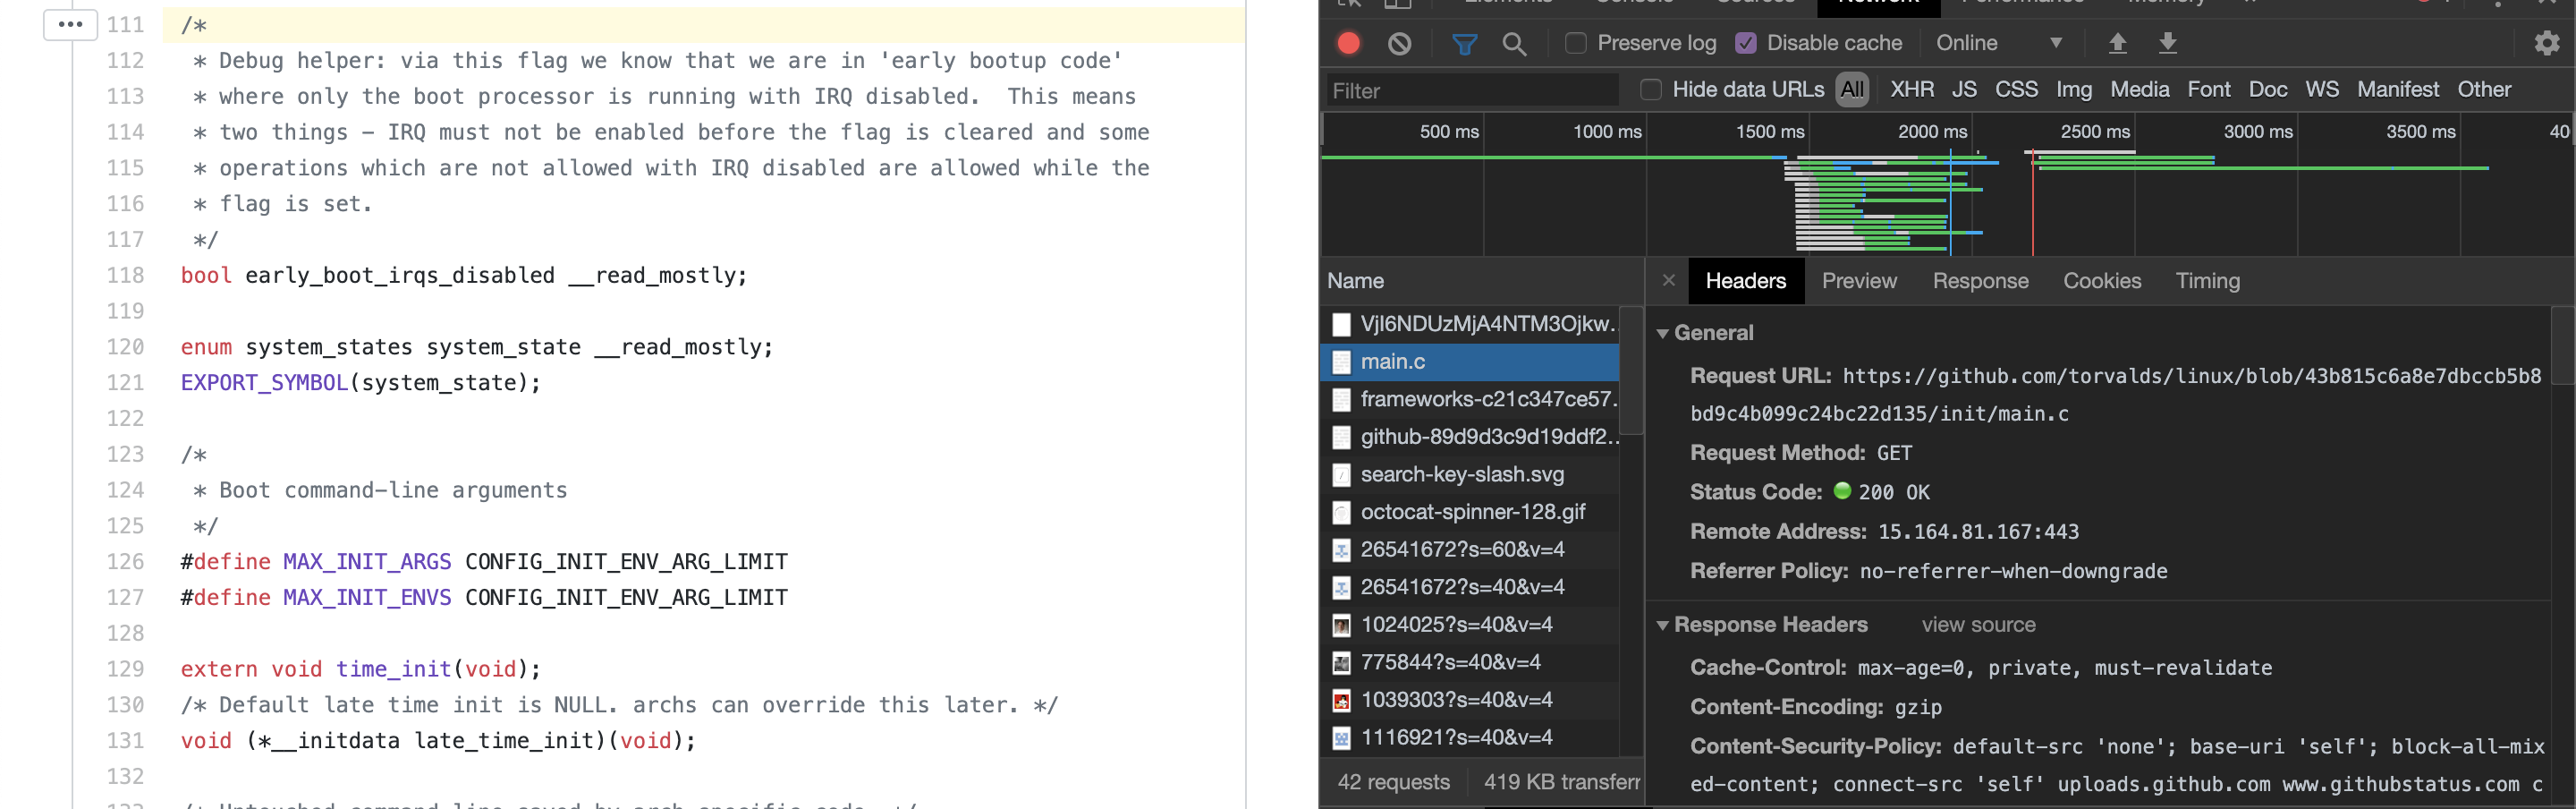 111 /*
112 * Debug helper: via this flag we know that we are in 'early bootup code'
113 * where only the boot processor is running with IRQ disabled.  This means
114 * two things - IRQ must not be enabled before the flag is cleared and some
115 * operations which are not allowed with IRQ disabled are allowed while the
116 * flag is set.
117 */
118 bool early_boot_irqs_disabled __read_mostly;
119
120 enum system_states system_state __read_mostly;
121 EXPORT_SYMBOL(system_state);
122
123 /*
124 * Boot command-line arguments
125 */
126 #define MAX_INIT_ARGS CONFIG_INIT_ENV_ARG_LIMIT
127 #define MAX_INIT_ENVS CONFIG_INIT_ENV_ARG_LIMIT
128
129 extern void time_init(void);
130 /* Default late time init is NULL. archs can override this later. */
131 void (*__initdata late_time_init)(void);
132
Network
Preserve log Disable cache Online
Filter Hide data URLs All XHR JS CSS Img Media Font Doc WS Manifest Other
500 ms 1000 ms 1500 ms 2000 ms 2500 ms 3000 ms 3500 ms 40
Name
VjI6NDUzMjA4NTM3Ojkw.
main.c
frameworks-c21c347ce57.
github-89d9d3c9d19ddf2..
search-key-slash.svg
octocat-spinner-128.gif
26541672?s=60&v=4
26541672?s=40&v=4
1024025?s=40&v=4
775844?s=40&v=4
1039303?s=40&v=4
1116921?s=40&v=4
42 requests 419 KB transferr
Headers Preview Response Cookies Timing
General
Request URL: https://github.com/torvalds/linux/blob/43b815c6a8e7dbccb5b8
bd9c4b099c24bc22d135/init/main.c
Request Method: GET
Status Code: 200 OK
Remote Address: 15.164.81.167:443
Referrer Policy: no-referrer-when-downgrade
Response Headers view source
Cache-Control: max-age=0, private, must-revalidate
Content-Encoding: gzip
Content-Security-Policy: default-src 'none'; base-uri 'self'; block-all-mix
ed-content; connect-src 'self' uploads.github.com www.githubstatus.com c